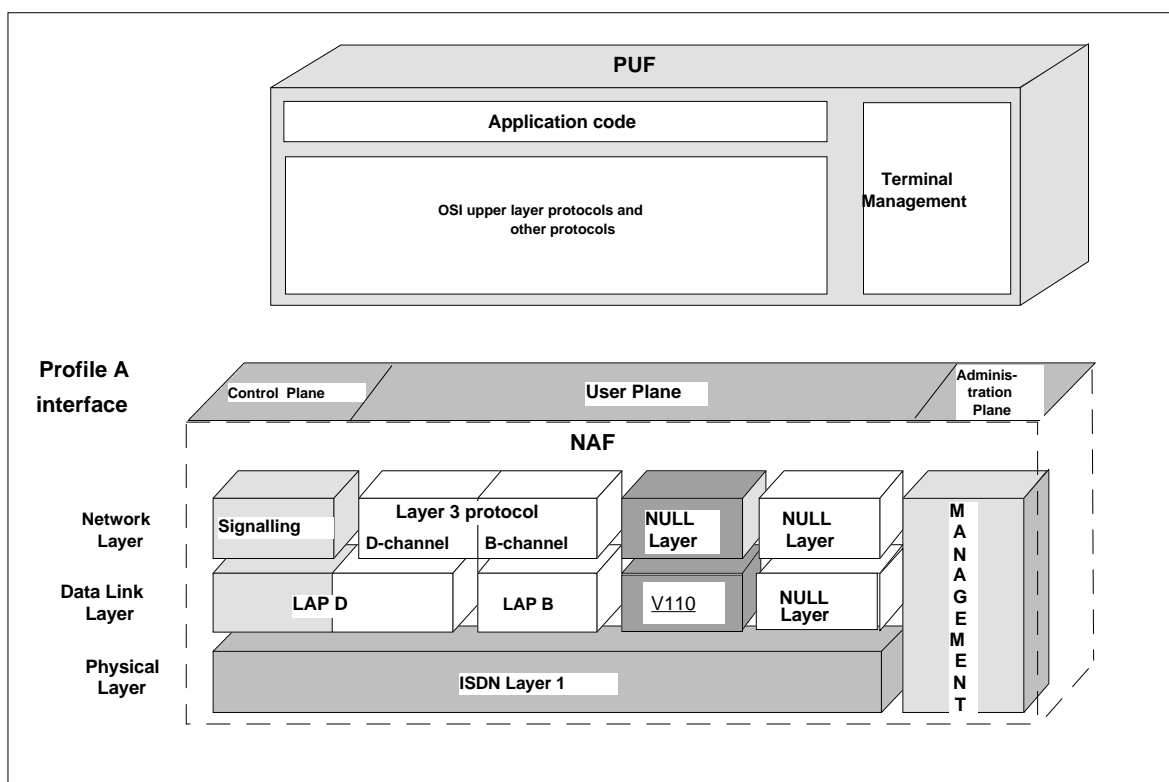 PUF
Application code
OSI upper layer protocols and
other protocols
Terminal
Management
Profile A
interface
Control Plane
User Plane
Adminis-
tration
Plane
NAF
Network
Layer
Signalling
Layer 3 protocol
D-channel
B-channel
NULL
Layer
NULL
Layer
Data Link
Layer
LAP D
LAP B
V110
NULL
Layer
Physical
Layer
ISDN Layer 1
M
A
N
A
G
E
M
E
N
T